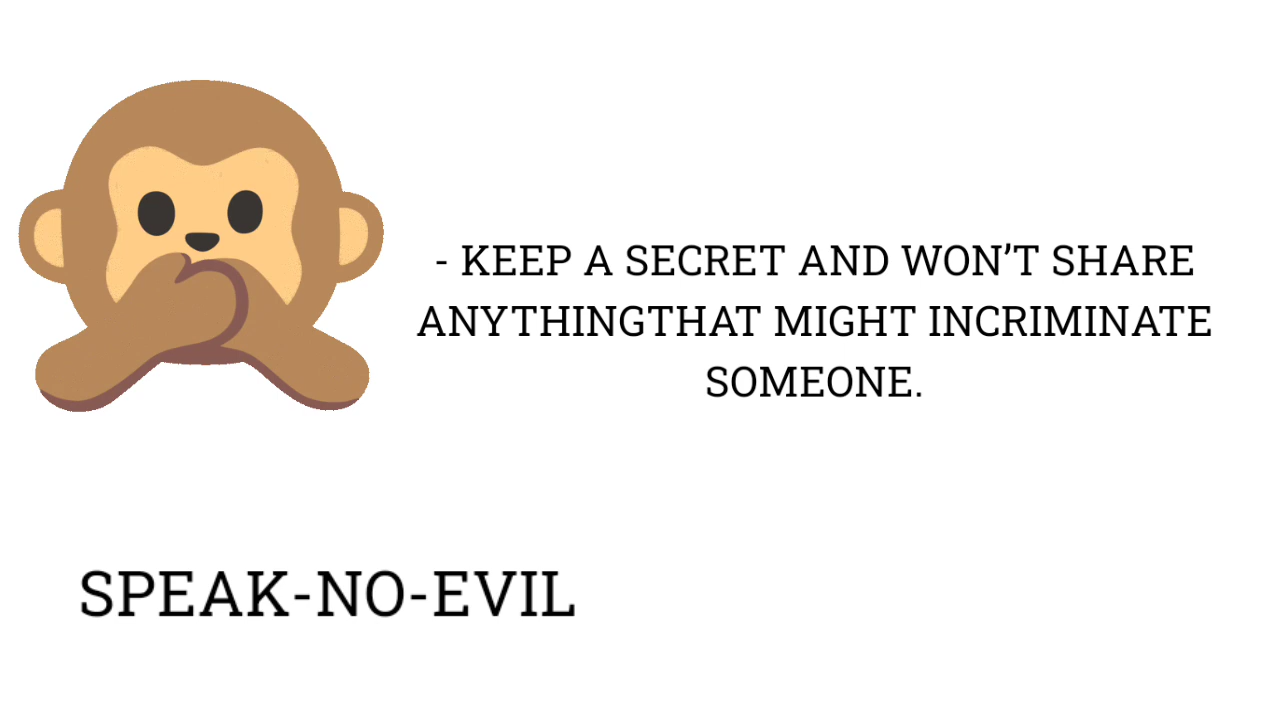 - KEEP A SECRET AND WON’T SHARE
ANYTHINGTHAT MIGHT INCRIMINATE
SOMEONE.
SPEAK-NO-EVIL